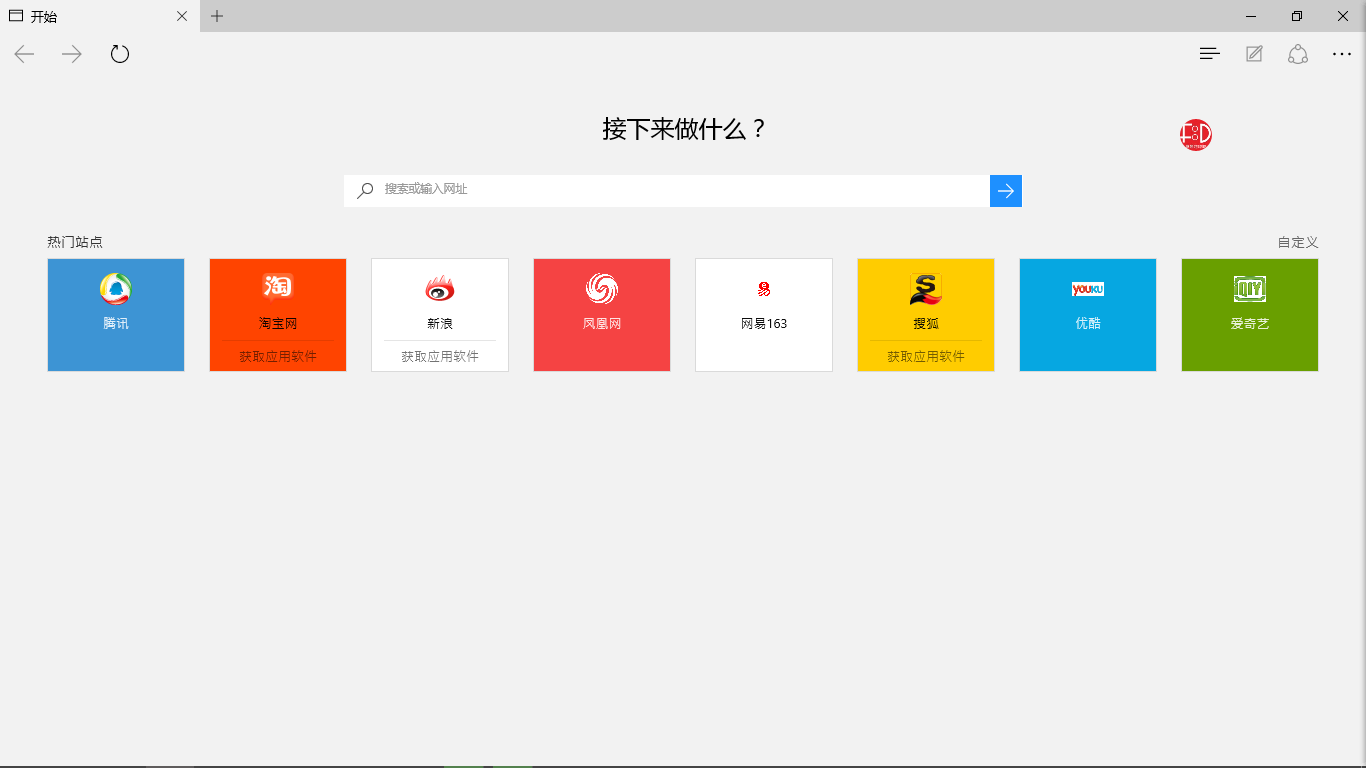 开始
接下来做什么？
搜索或输入网址
热门站点
自定义
腾讯
淘宝网
获取应用软件
新浪
获取应用软件
凤凰网
网易163
搜狐
获取应用软件
YOUKU
优酷
QIY
爱奇艺